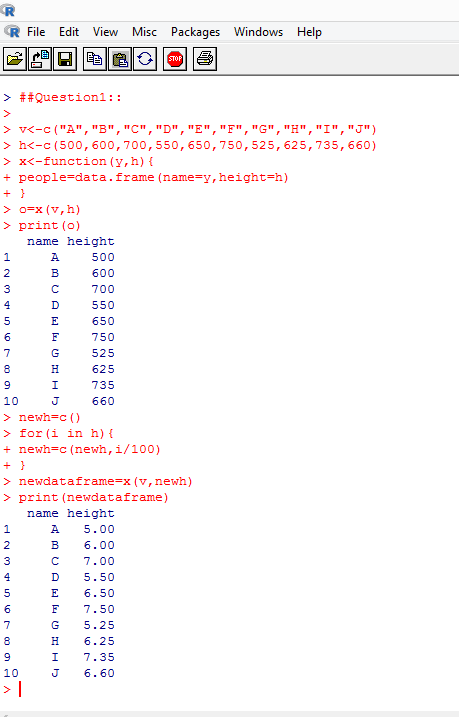 R
R File Edit View Misc Packages Windows Help
STOP
> ##Question1::
>
> v<-c("A","B","C","D","E","F","G","H","I","J")
> h<-c(500,600,700,550,650,750,525,625,735,660)
> x<-function(y,h){
+ people=data.frame(name=y,height=h)
+ }
> o=x(v,h)
> print(o)
   name height
1     A    500
2     B    600
3     C    700
4     D    550
5     E    650
6     F    750
7     G    525
8     H    625
9     I    735
10    J    660
> newh=c()
> for(i in h){
+ newh=c(newh,i/100)
+ }
> newdataframe=x(v,newh)
> print(newdataframe)
   name height
1     A   5.00
2     B   6.00
3     C   7.00
4     D   5.50
5     E   6.50
6     F   7.50
7     G   5.25
8     H   6.25
9     I   7.35
10    J   6.60
>